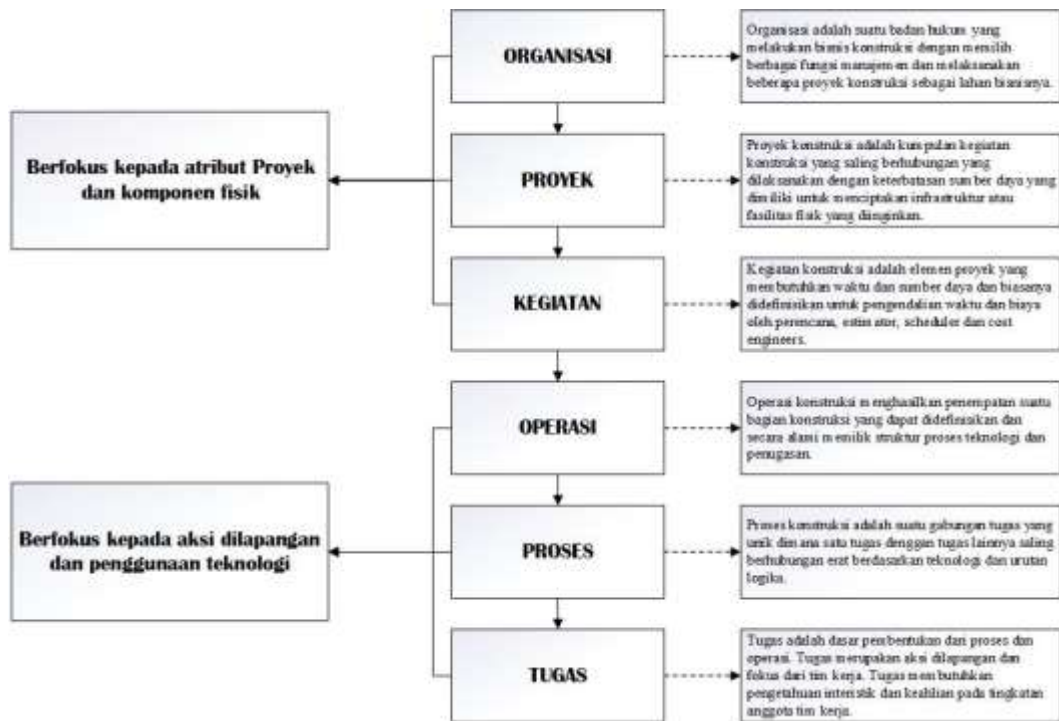 ORGANISASI
Organisasi adalah suatu badan hukum yang
melakukan bisnis konstruksi dengan memilih
berbagai fungsi manajemen dan melaksanakan
beberapa proyek konstruksi sebagai lahan bisnisnya.
Berfokus kepada atribut Proyek
dan komponen fisik
PROYEK
Proyek konstruksi adalah kumpulan kegiatan
konstruksi yang saling berhubungan yang
dilaksanakan dengan keterbatasan sumber daya yang
dimiliki untuk menciptakan infrastruktur atau
fasilitas fisik yang diinginkan.
KEGIATAN
Kegiatan konstruksi adalah elemen proyek yang
membutuhkan waktu dan sumber daya dan biasanya
didefinisikan untuk pengendalian waktu dan biaya
oleh perencana, estimator, scheduler dan cost
engineers.
OPERASI
Operasi konstruksi menghasilkan penempatan suatu
bagian konstruksi yang dapat didefinisikan dan
secara alami memilik struktur proses teknologi dan
penugasan.
Berfokus kepada aksi dilapangan
dan penggunaan teknologi
PROSES
Proses konstruksi adalah suatu gabungan tugas yang
unik dimana satu tugas denggan tugas lainnya saling
berhubungan erat berdasarkan teknologi dan urutan
logika.
TUGAS
Tugas adalah dasar pembentukan dari proses dan
operasi. Tugas merupakan aksi dilapangan dan
fokus dari tim kerja. Tugas membutuhkan
pengetahuan interistik dan keahlian pada tingkatan
anggota tim kerja.